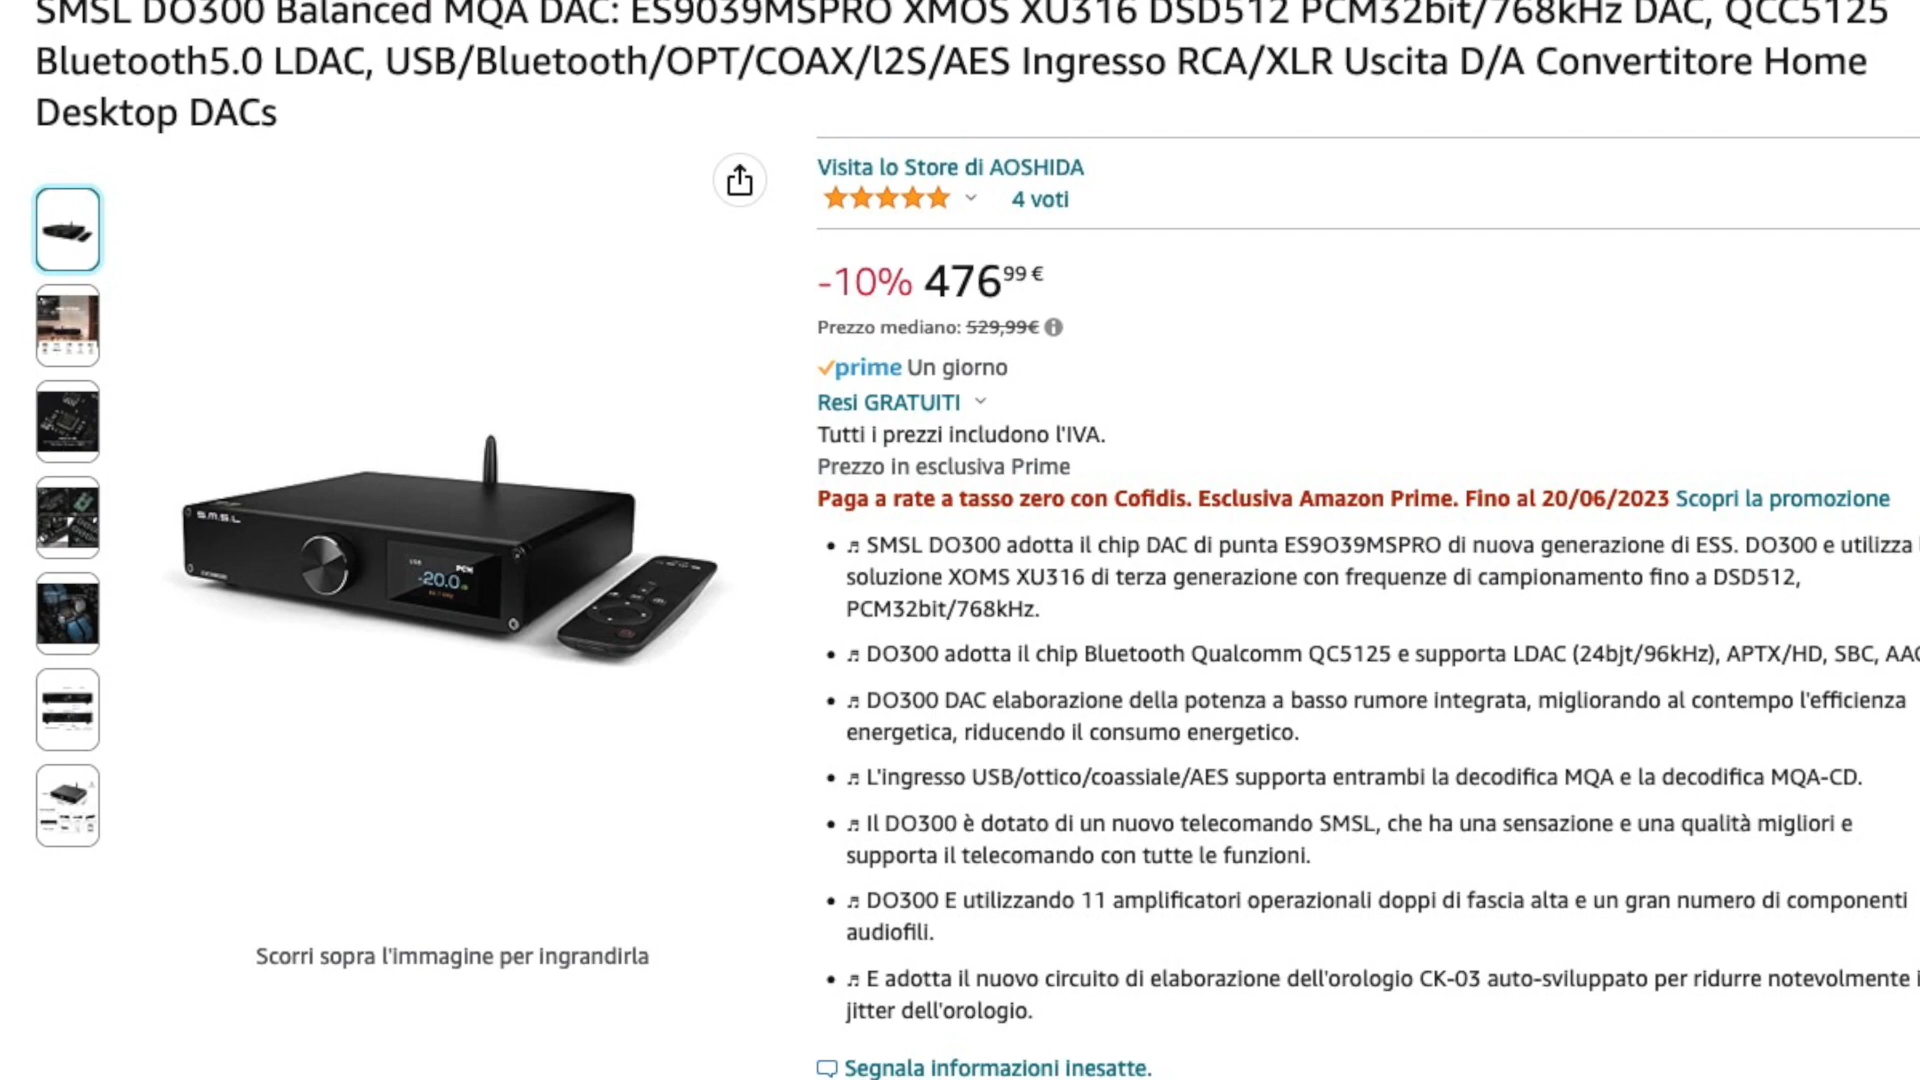 SMSL DO300 Balanced MQA DAC: ES9039MSPRO XMOS XU316 DSD512 PCM32bit/768kHz DAC, QCC5125
Bluetooth5.0 LDAC, USB/Bluetooth/OPT/COAX/l2S/AES Ingresso RCA/XLR Uscita D/A Convertitore Home
Desktop DACs
Visita lo Store di AOSHIDA
4 voti
-10% 47699 €
Prezzo mediano: 529,99€
prime Un giorno
Resi GRATUITI
Tutti i prezzi includono l'IVA.
Prezzo in esclusiva Prime
Paga a rate a tasso zero con Cofidis. Esclusiva Amazon Prime. Fino al 20/06/2023 Scopri la promozione
• ♬ SMSL DO300 adotta il chip DAC di punta ES9O39MSPRO di nuova generazione di ESS. DO300 e utilizza
soluzione XOMS XU316 di terza generazione con frequenze di campionamento fino a DSD512,
PCM32bit/768kHz.
• ♬ DO300 adotta il chip Bluetooth Qualcomm QC5125 e supporta LDAC (24bjt/96kHz), APTX/HD, SBC, AAC
• ♬ DO300 DAC elaborazione della potenza a basso rumore integrata, migliorando al contempo l'efficienza
energetica, riducendo il consumo energetico.
• ♬ L'ingresso USB/ottico/coassiale/AES supporta entrambi la decodifica MQA e la decodifica MQA-CD.
• ♬ Il DO300 è dotato di un nuovo telecomando SMSL, che ha una sensazione e una qualità migliori e
supporta il telecomando con tutte le funzioni.
• ♬ DO300 E utilizzando 11 amplificatori operazionali doppi di fascia alta e un gran numero di componenti
audiofili.
• ♬ E adotta il nuovo circuito di elaborazione dell'orologio CK-03 auto-sviluppato per ridurre notevolmente i
jitter dell'orologio.
Segnala informazioni inesatte.
S.M.S.L
USB
PCM
-20.0 dB
Scorri sopra l'immagine per ingrandirla